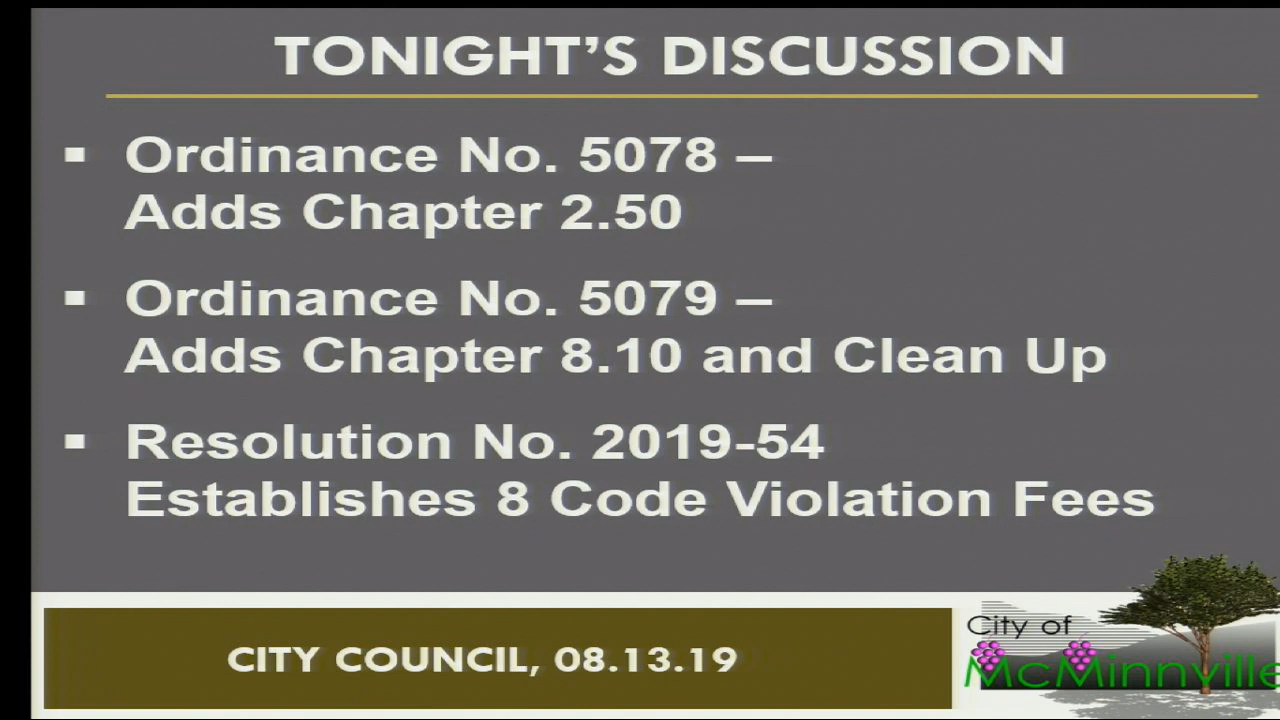 TONIGHT'S DISCUSSION
▪ Ordinance No. 5078 –
Adds Chapter 2.50
▪ Ordinance No. 5079 –
Adds Chapter 8.10 and Clean Up
▪ Resolution No. 2019-54
Establishes 8 Code Violation Fees
CITY COUNCIL, 08.13.19
City of
McMinnville